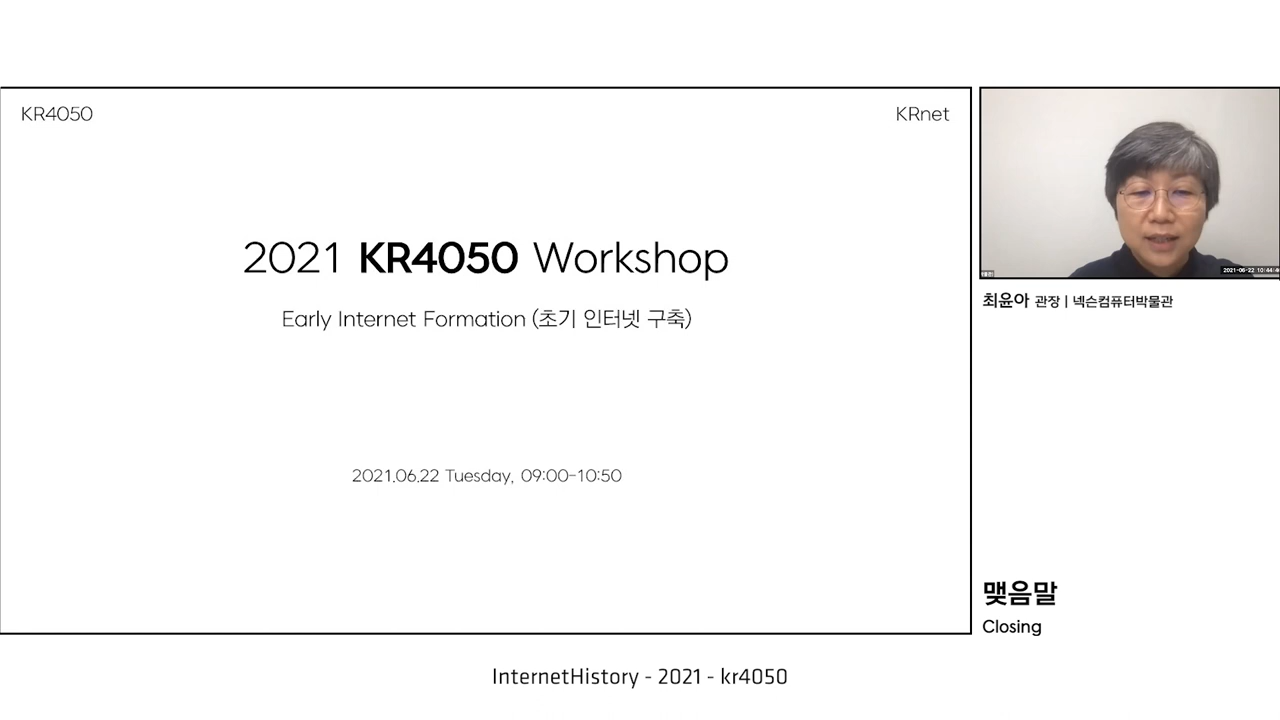 KR4050
KRnet
2021 KR4050 Workshop
Early Internet Formation (초기 인터넷 구축)
2021.06.22 Tuesday, 09:00-10:50
최윤아 관장 | 넥슨컴퓨터박물관
맺음말
Closing
InternetHistory - 2021 - kr4050